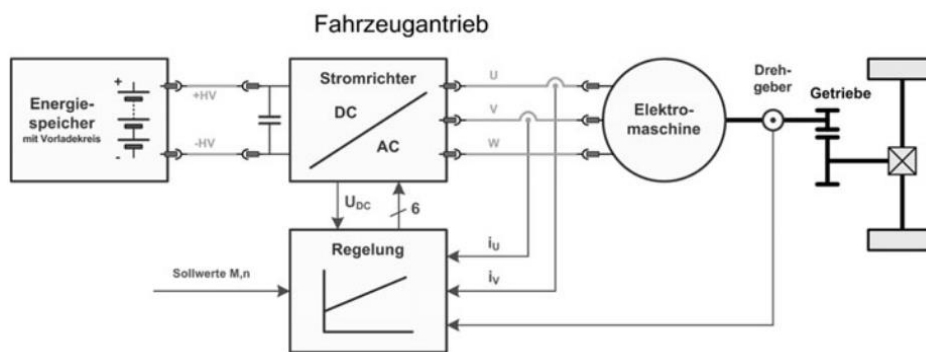 Fahrzeugantrieb
Energie-
speicher
mit Vorladekreis
+
-
+HV
-HV
Stromrichter
DC
AC
U
V
W
Elektro-
maschine
Dreh-
geber
Getriebe
UDC
6
Regelung
iU
iV
Sollwerte M,n